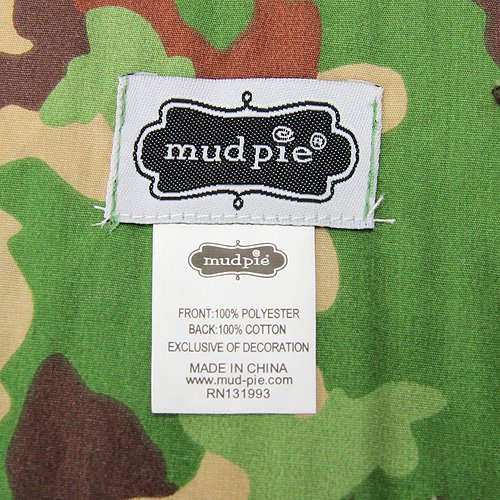 mudpie®
mudpie®
FRONT:100% POLYESTER
BACK:100% COTTON
EXCLUSIVE OF DECORATION
MADE IN CHINA
www.mud-pie.com
RN131993